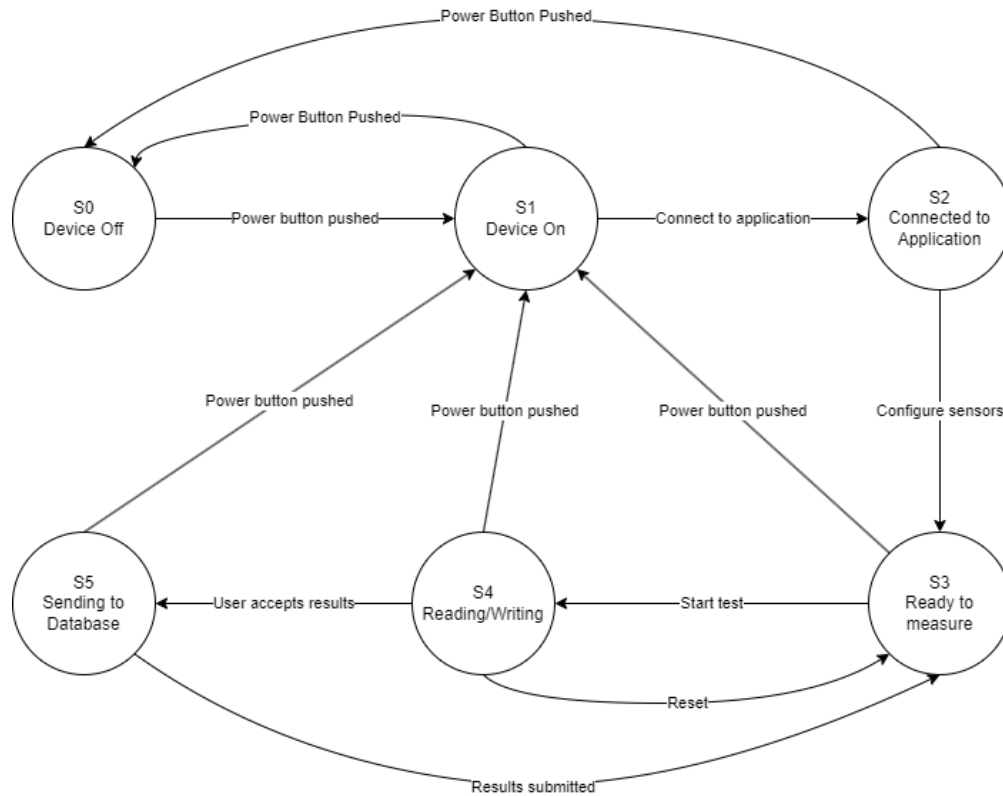 Power Button Pushed
Power Button Pushed
S0
Device Off
Power button pushed
S1
Device On
Connect to application
S2
Connected to
Application
Power button pushed
Power button pushed
Power button pushed
Configure sensors
S5
Sending to
Database
User accepts results
S4
Reading/Writing
Start test
S3
Ready to
measure
Reset
Results submitted